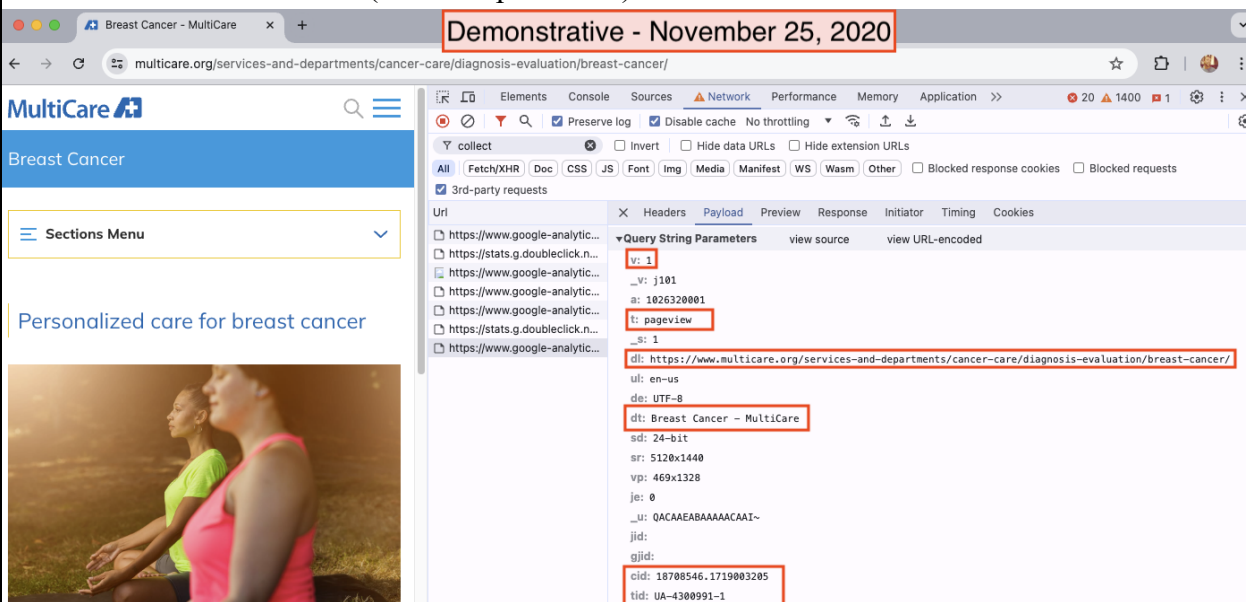 Breast Cancer - MultiCare
Demonstrative - November 25, 2020
multicare.org/services-and-departments/cancer-care/diagnosis-evaluation/breast-cancer/
MultiCare
Breast Cancer
Sections Menu
Personalized care for breast cancer
Elements Console Sources Network Performance Memory Application 20 1400 1
Preserve log Disable cache No throttling
collect Invert Hide data URLs Hide extension URLs
All Fetch/XHR Doc CSS JS Font Img Media Manifest WS Wasm Other Blocked response cookies Blocked requests
3rd-party requests
Url
https://www.google-analytic...
https://stats.g.doubleclick.n...
https://www.google-analytic...
https://www.google-analytic...
https://www.google-analytic...
https://stats.g.doubleclick.n...
https://www.google-analytic...
Headers Payload Preview Response Initiator Timing Cookies
Query String Parameters view source view URL-encoded
v: 1
_v: j101
a: 1026320001
t: pageview
_s: 1
dl: https://www.multicare.org/services-and-departments/cancer-care/diagnosis-evaluation/breast-cancer/
ul: en-us
de: UTF-8
dt: Breast Cancer - MultiCare
sd: 24-bit
sr: 5120x1440
vp: 469x1328
je: 0
_u: QACAAEABAAAAACAAI~
jid:
gjid:
cid: 18708546.1719003205
tid: UA-4300991-1